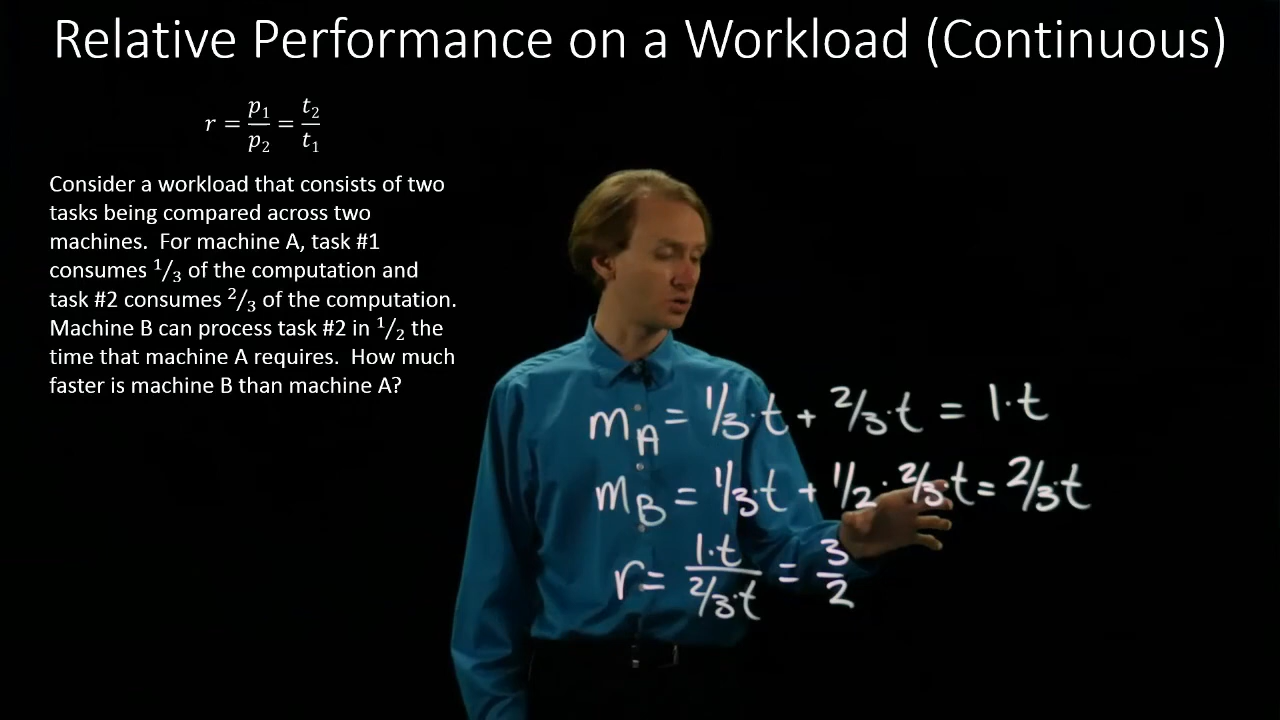 Relative Performance on a Workload (Continuous)
r = p₁/p₂ = t₂/t₁
Consider a workload that consists of two
tasks being compared across two
machines. For machine A, task #1
consumes ¹/₃ of the computation and
task #2 consumes ²/₃ of the computation.
Machine B can process task #2 in ¹/₂ the
time that machine A requires. How much
faster is machine B than machine A?
m_A = 1/3·t + 2/3·t = 1·t
m_B = 1/3·t + 1/2·2/3·t = 2/3·t
r = 1·t / 2/3·t = 3/2